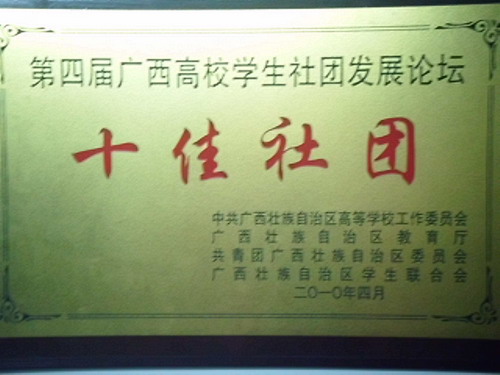 第四届广西高校学生社团发展论坛
十佳社团
中共广西壮族自治区高等学校工作委员会
广西壮族自治区教育厅
共青团广西壮族自治区委员会
广西壮族自治区学生联合会
二〇一〇年四月